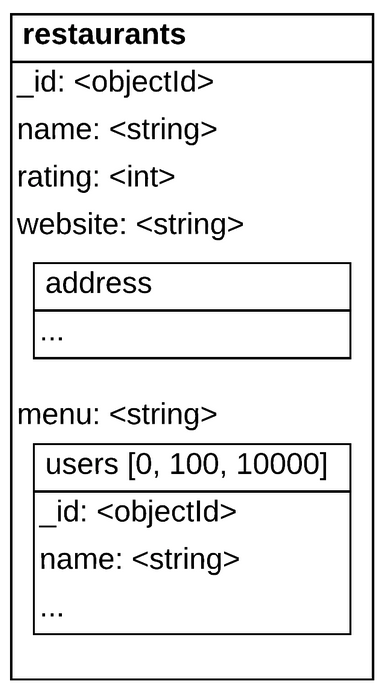 restaurants
_id: <objectId>
name: <string>
rating: <int>
website: <string>
address
...
menu: <string>
users [0, 100, 10000]
_id: <objectId>
name: <string>
...